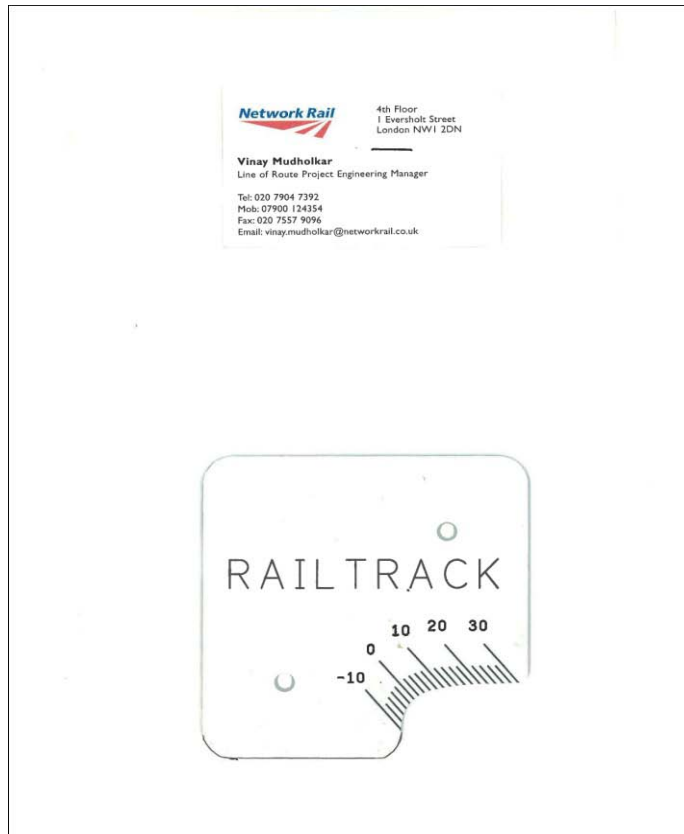 Network Rail
4th Floor
1 Eversholt Street
London NW1 2DN
Vinay Mudholkar
Line of Route Project Engineering Manager
Tel: 020 7904 7392
Mob: 07900 124354
Fax: 020 7557 9096
Email: vinay.mudholkar@networkrail.co.uk
RAILTRACK
-10 0 10 20 30